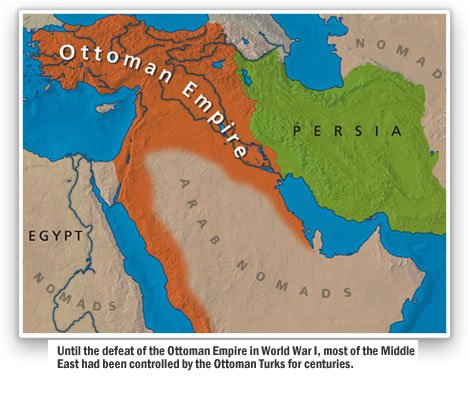 Ottoman Empire
NOMADS
PERSIA
ARAB NOMADS
EGYPT
NOMADS
Until the defeat of the Ottoman Empire in World War I, most of the Middle
East had been controlled by the Ottoman Turks for centuries.